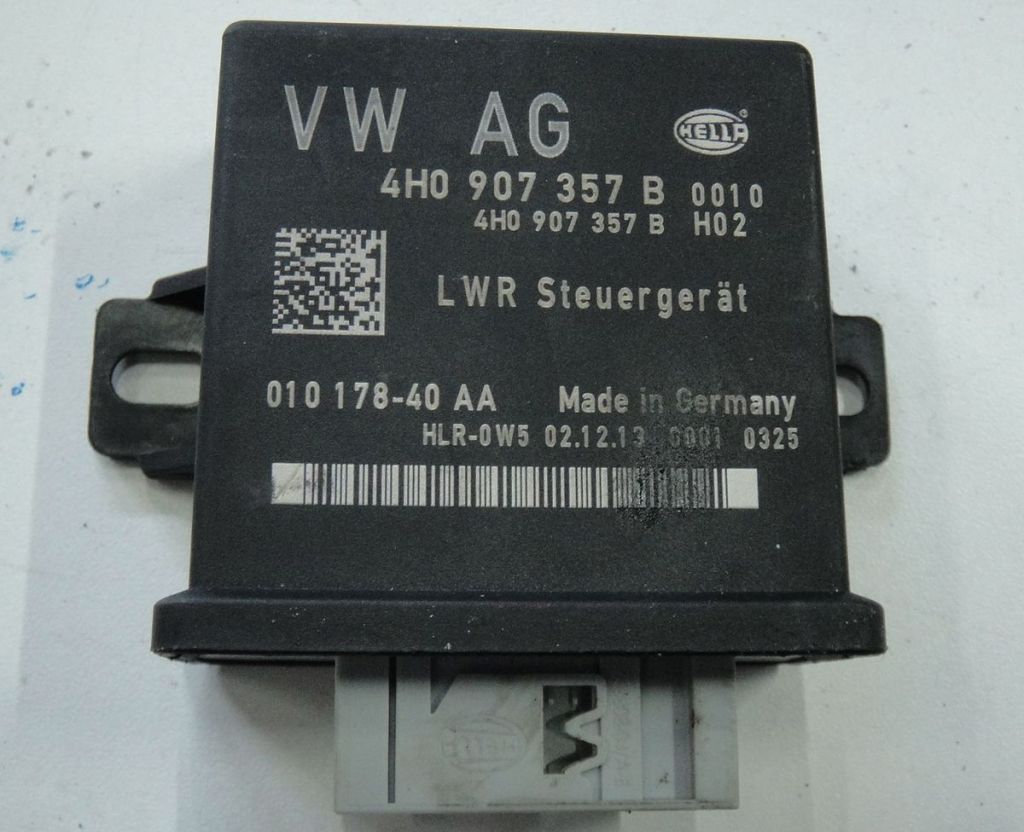 VW AG HELLA
4H0 907 357 B 0010
4H0 907 357 B H02
LWR Steuergerät
010 178-40 AA Made in Germany
HLR-0W5 02.12.13 0001 0325
HELLA